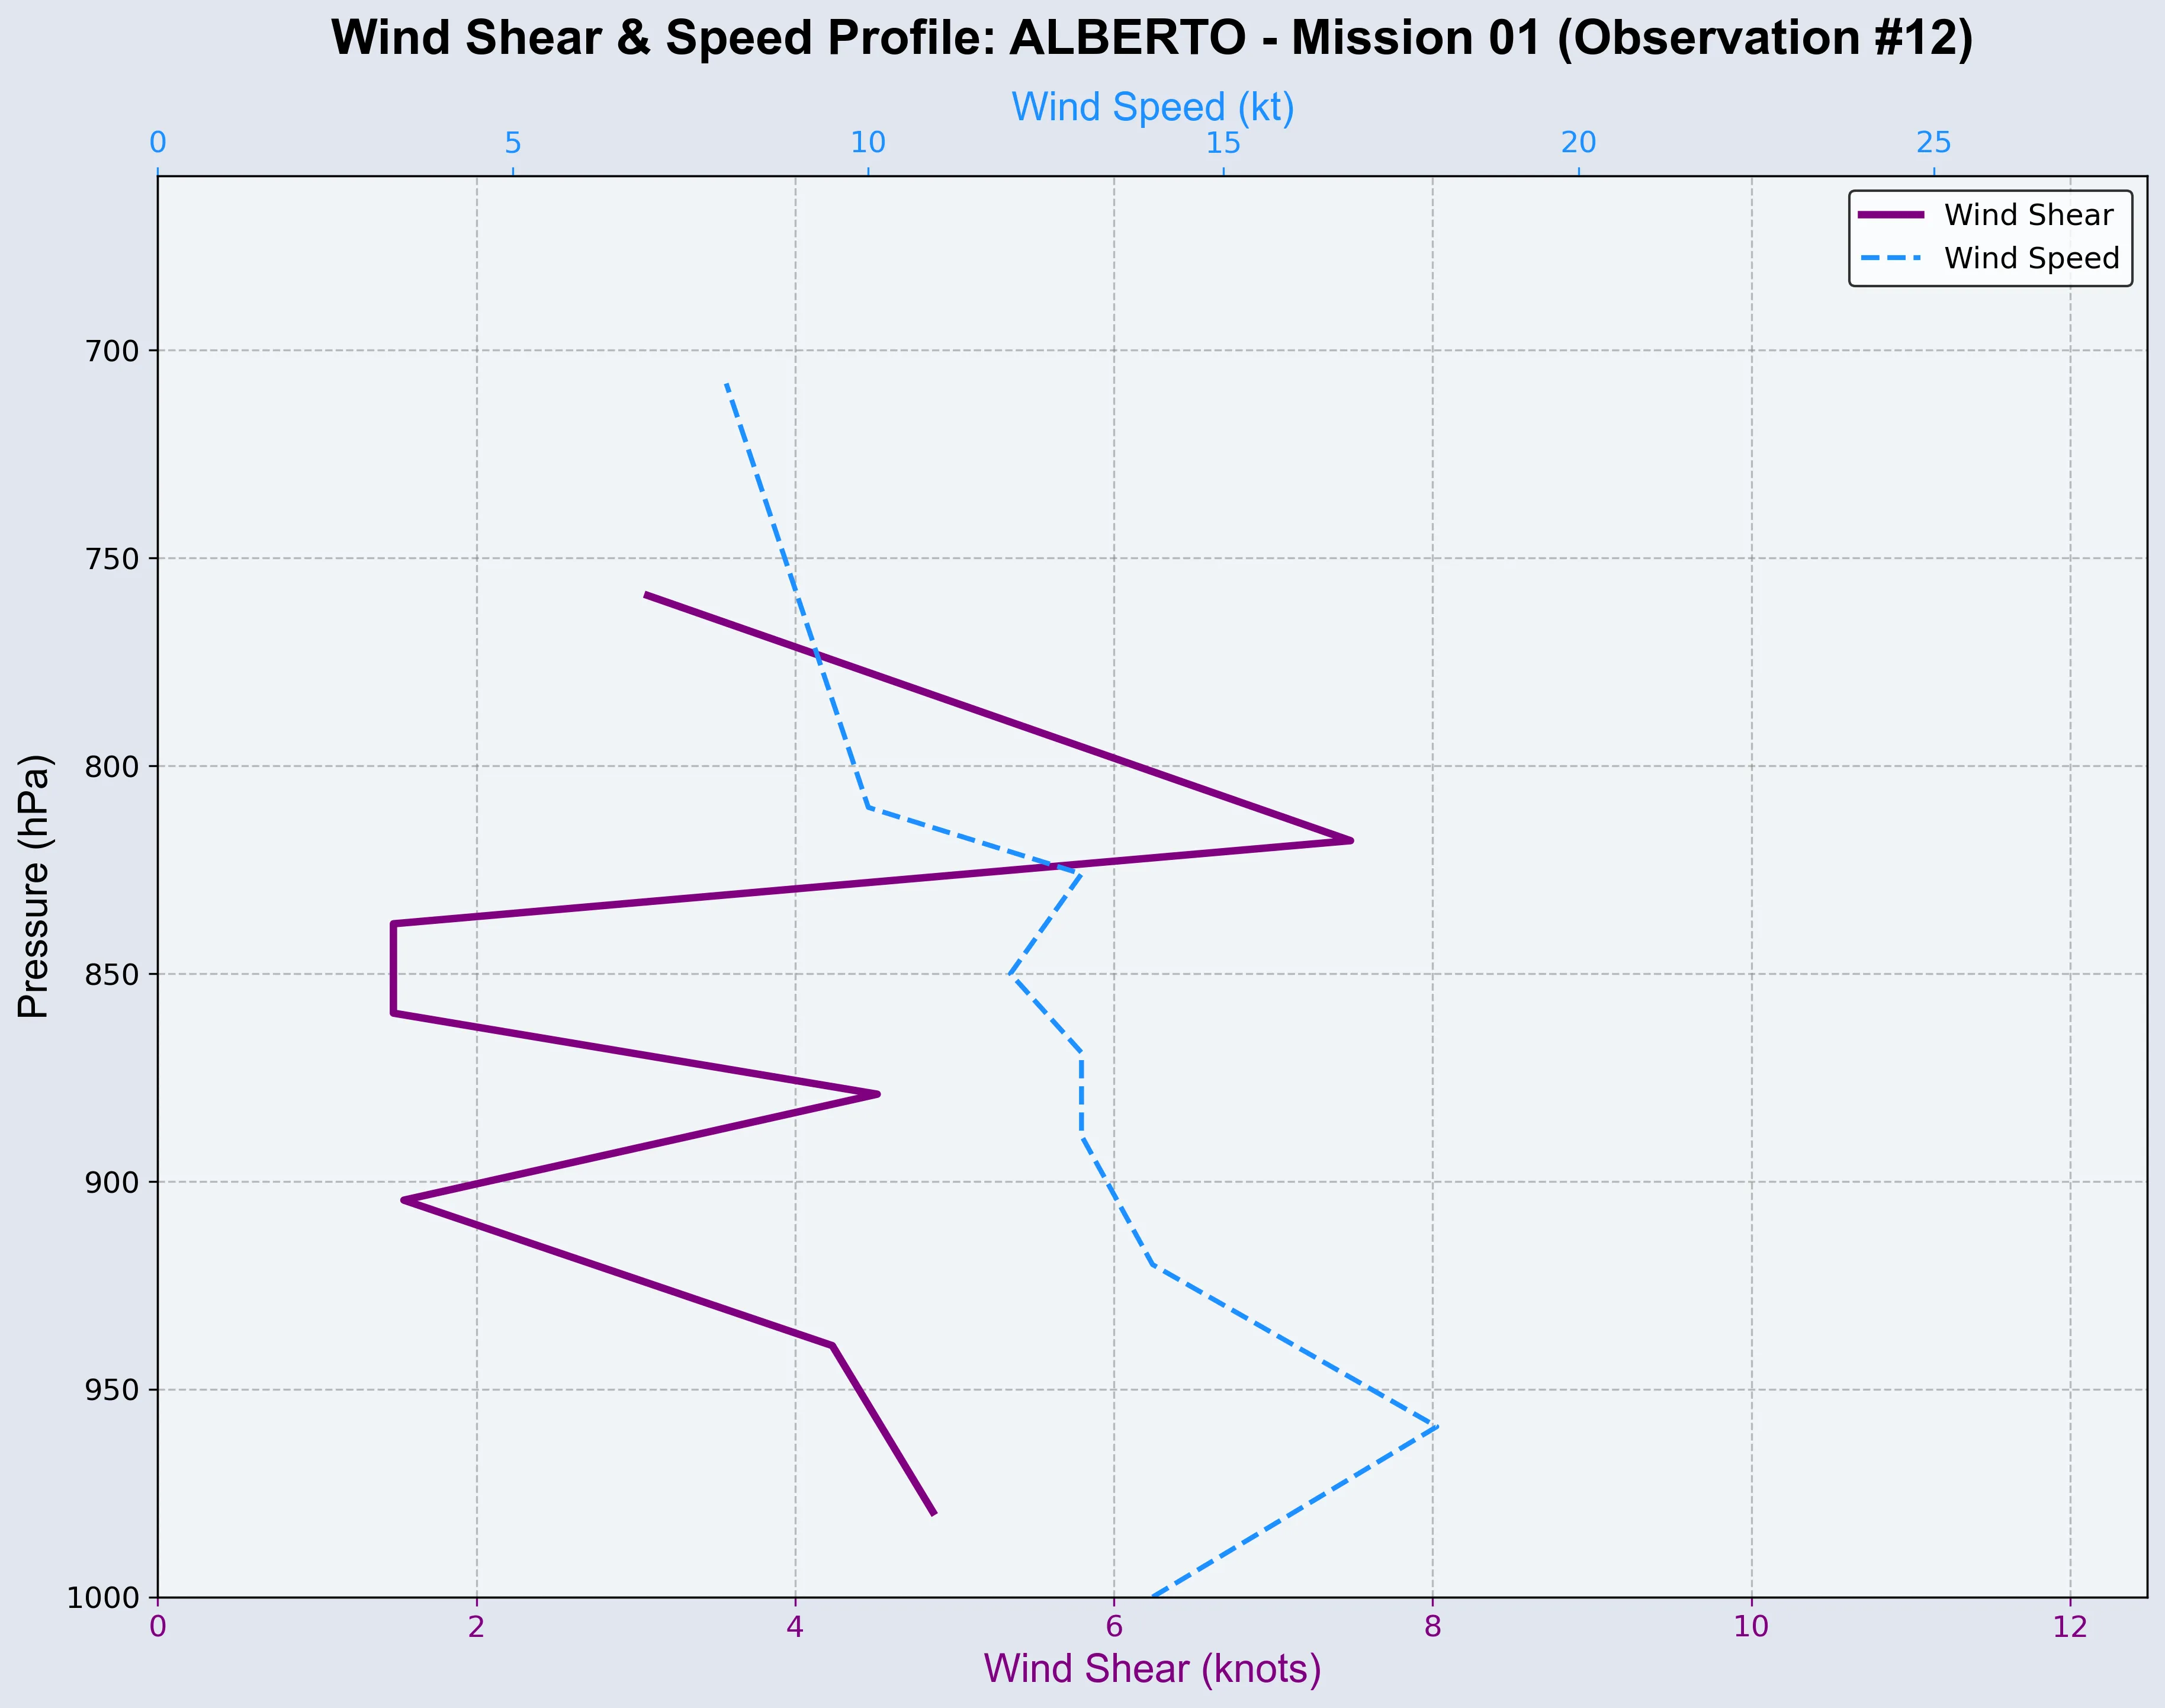 Wind Shear & Speed Profile: ALBERTO - Mission 01 (Observation #12)
Wind Speed (kt)
0 5 10 15 20 25
Wind Shear
Wind Speed
700
750
800
850
900
950
1000
Pressure (hPa)
0 2 4 6 8 10 12
Wind Shear (knots)